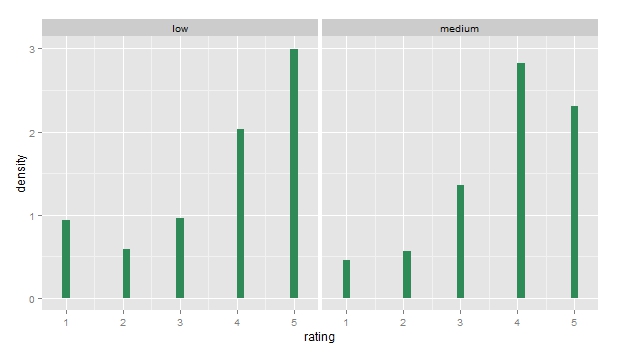 low medium
3
2
1
0
density
1 2 3 4 5 1 2 3 4 5
rating